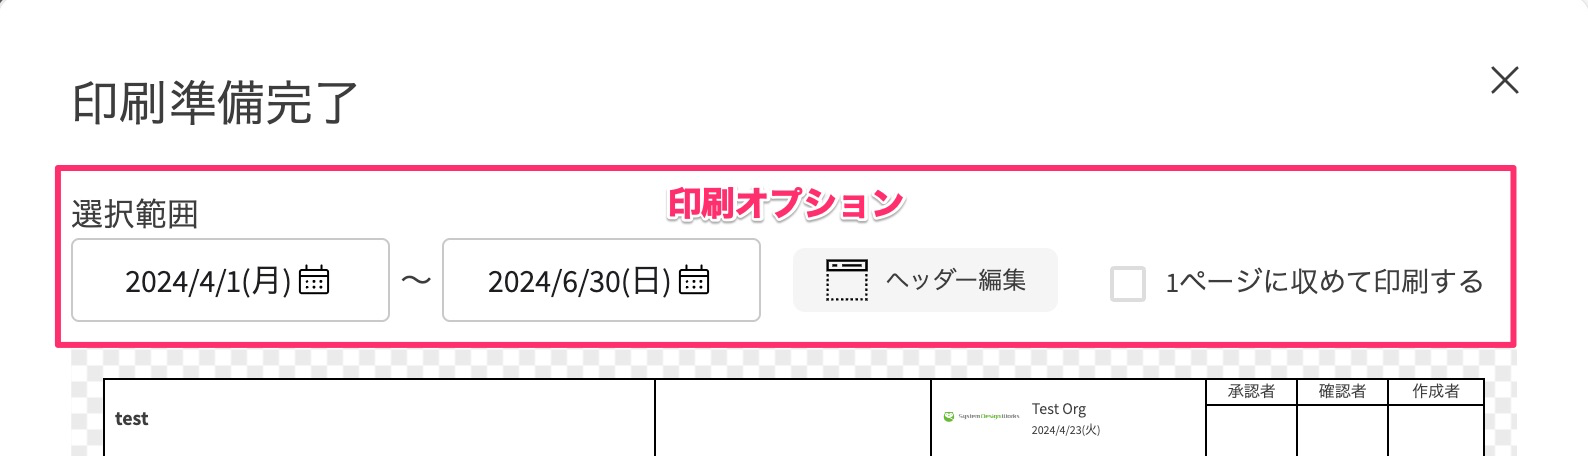 印刷準備完了
印刷オプション
選択範囲
2024/4/1(月) ～ 2024/6/30(日) ヘッダー編集 1ページに収めて印刷する
test
SystemDesignWorks
Test Org
2024/4/23(火)
承認者 確認者 作成者